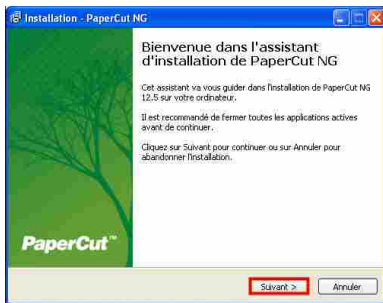 Installation - PaperCut NG
Bienvenue dans l'assistant
d'installation de PaperCut NG
Cet assistant va vous guider dans l'installation de PaperCut NG
12.5 sur votre ordinateur.
Il est recommandé de fermer toutes les applications actives
avant de continuer.
Cliquez sur Suivant pour continuer ou sur Annuler pour
abandonner l'installation.
PaperCut™
Suivant >
Annuler